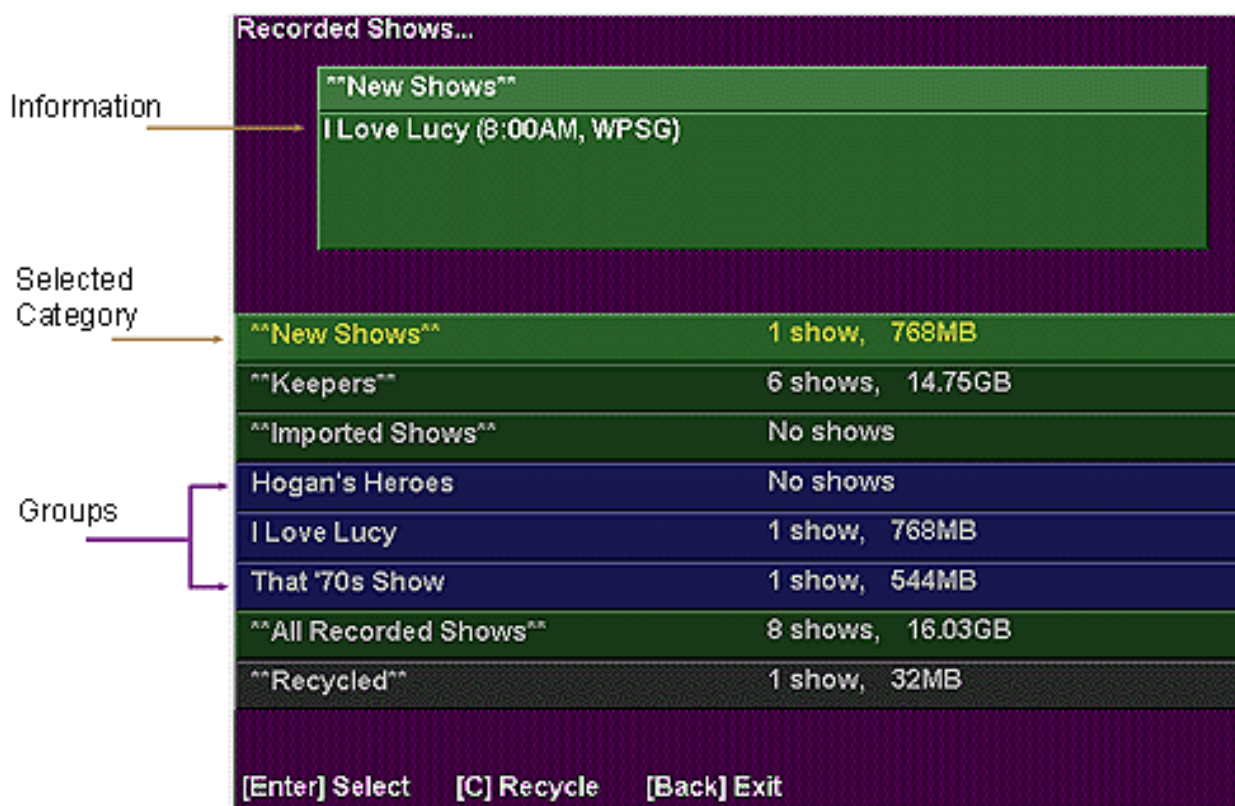 Recorded Shows...
**New Shows**
Information
I Love Lucy (8:00AM, WPSG)
Selected
Category
**New Shows** 1 show, 768MB
**Keepers** 6 shows, 14.75GB
**Imported Shows** No shows
Hogan's Heroes No shows
Groups
I Love Lucy 1 show, 768MB
That '70s Show 1 show, 544MB
**All Recorded Shows** 8 shows, 16.03GB
**Recycled** 1 show, 32MB
[Enter] Select [C] Recycle [Back] Exit